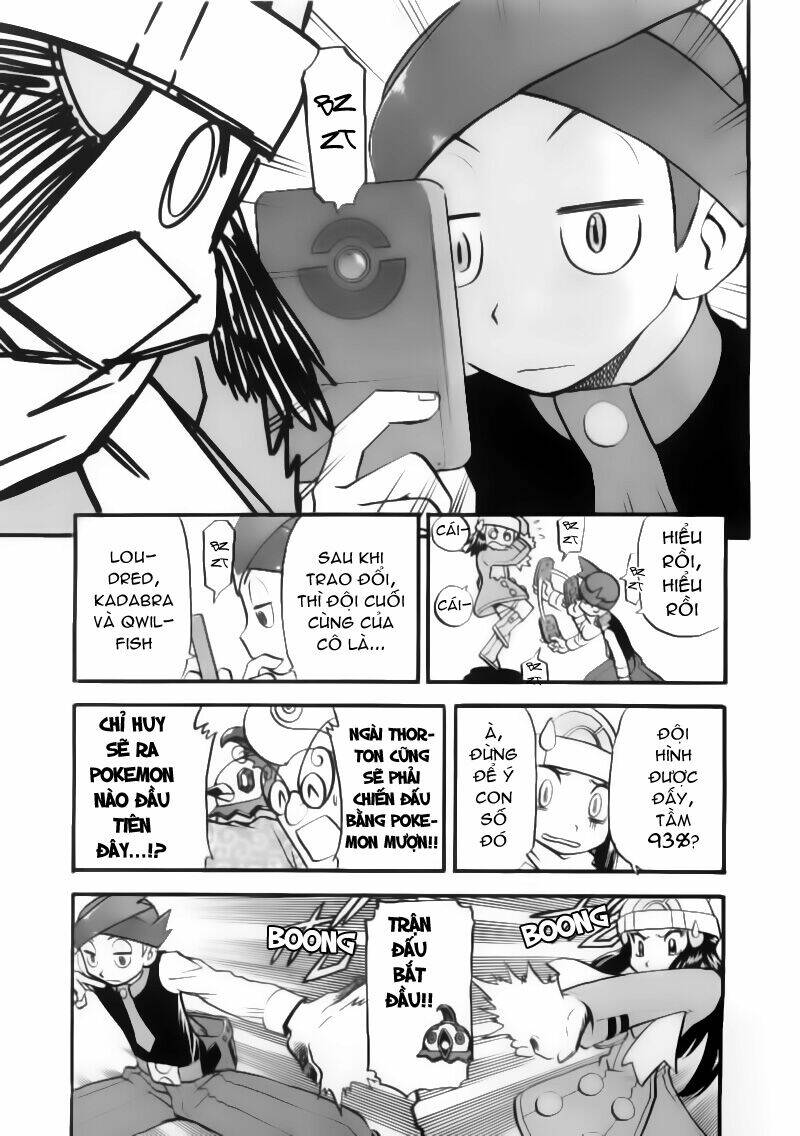 BZ
ZT
HIỂU
RỒI,
HIỂU
RỒI
BZ
ZT
BZ
ZT
BZ
ZT
CÁI-
CÁI-
SAU KHI
TRAO ĐỔI,
THÌ ĐỘI CUỐI
CÙNG CỦA
CÔ LÀ...
BZ
ZT
LOU-
DRED,
KADABRA
VÀ QWIL-
FISH
ĐỘI
HÌNH
ĐƯỢC
ĐẤY,
TẦM
93%?
À,
ĐỪNG
ĐỂ Ý
CON
SỐ
ĐÓ
NGÀI THOR-
TON CŨNG
SẼ PHẢI
CHIẾN ĐẤU
BẰNG POKE-
MON MƯỢN!!
CHỈ HUY
SẼ RA
POKEMON
NÀO ĐẦU
TIÊN
ĐÂY...!?
BOONG
TRẬN
ĐẤU
BẮT
ĐẦU!!
BOONG